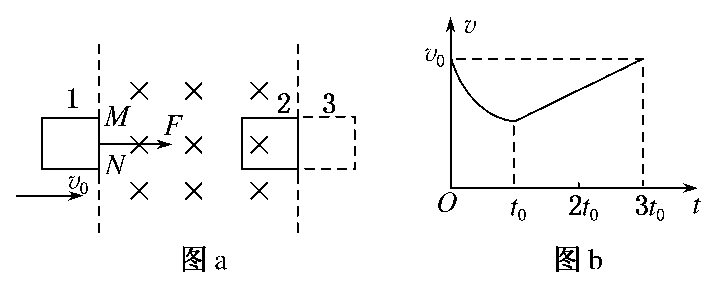 1
M
F
N
v₀
2
3
图 a
v
v₀
O
t₀
2t₀
3t₀
t
图 b